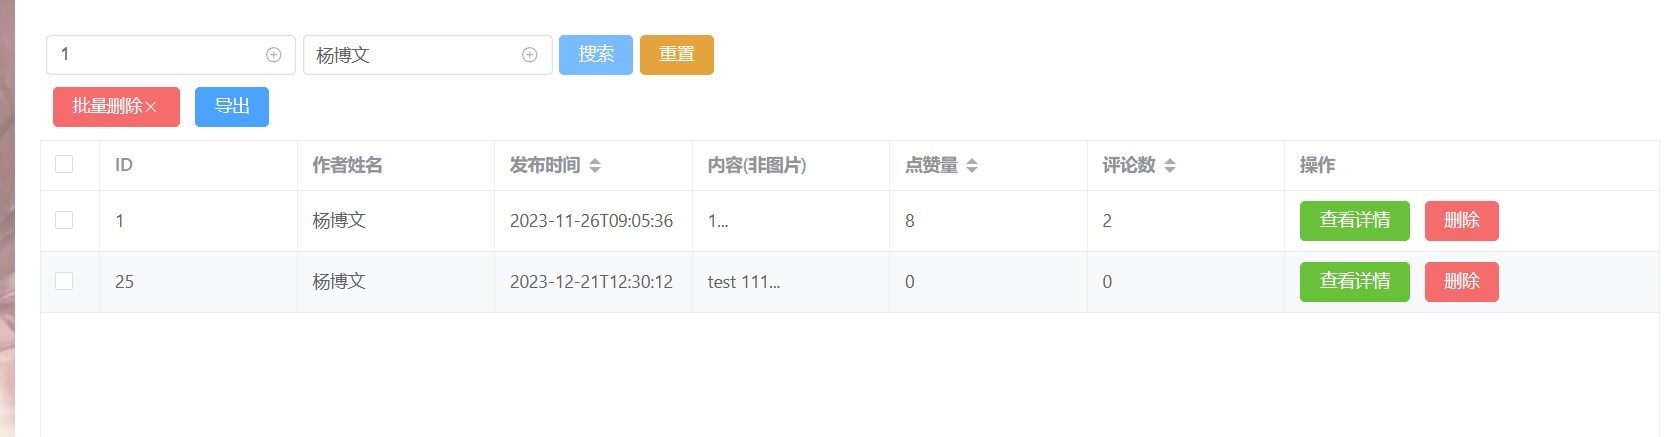 1 杨博文 搜索 重置
批量删除× 导出
ID 作者姓名 发布时间 内容(非图片) 点赞量 评论数 操作
1 杨博文 2023-11-26T09:05:36 1... 8 2 查看详情 删除
25 杨博文 2023-12-21T12:30:12 test 111... 0 0 查看详情 删除